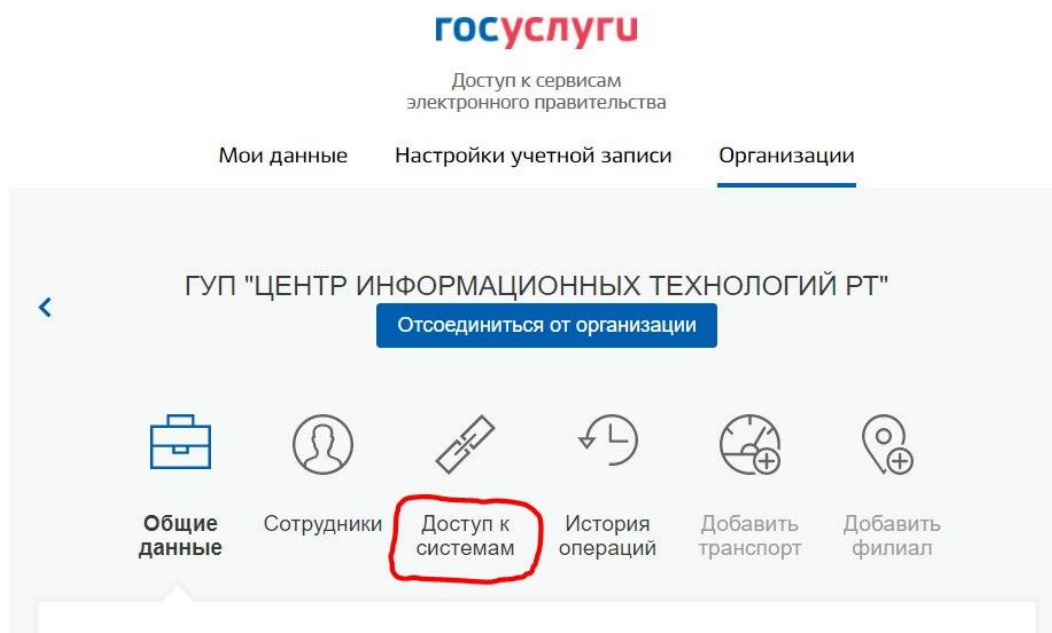 госуслуги
Доступ к сервисам
электронного правительства
Мои данные Настройки учетной записи Организации
ГУП "ЦЕНТР ИНФОРМАЦИОННЫХ ТЕХНОЛОГИЙ РТ"
Отсоединиться от организации
Общие данные
Сотрудники
Доступ к системам
История операций
Добавить транспорт
Добавить филиал